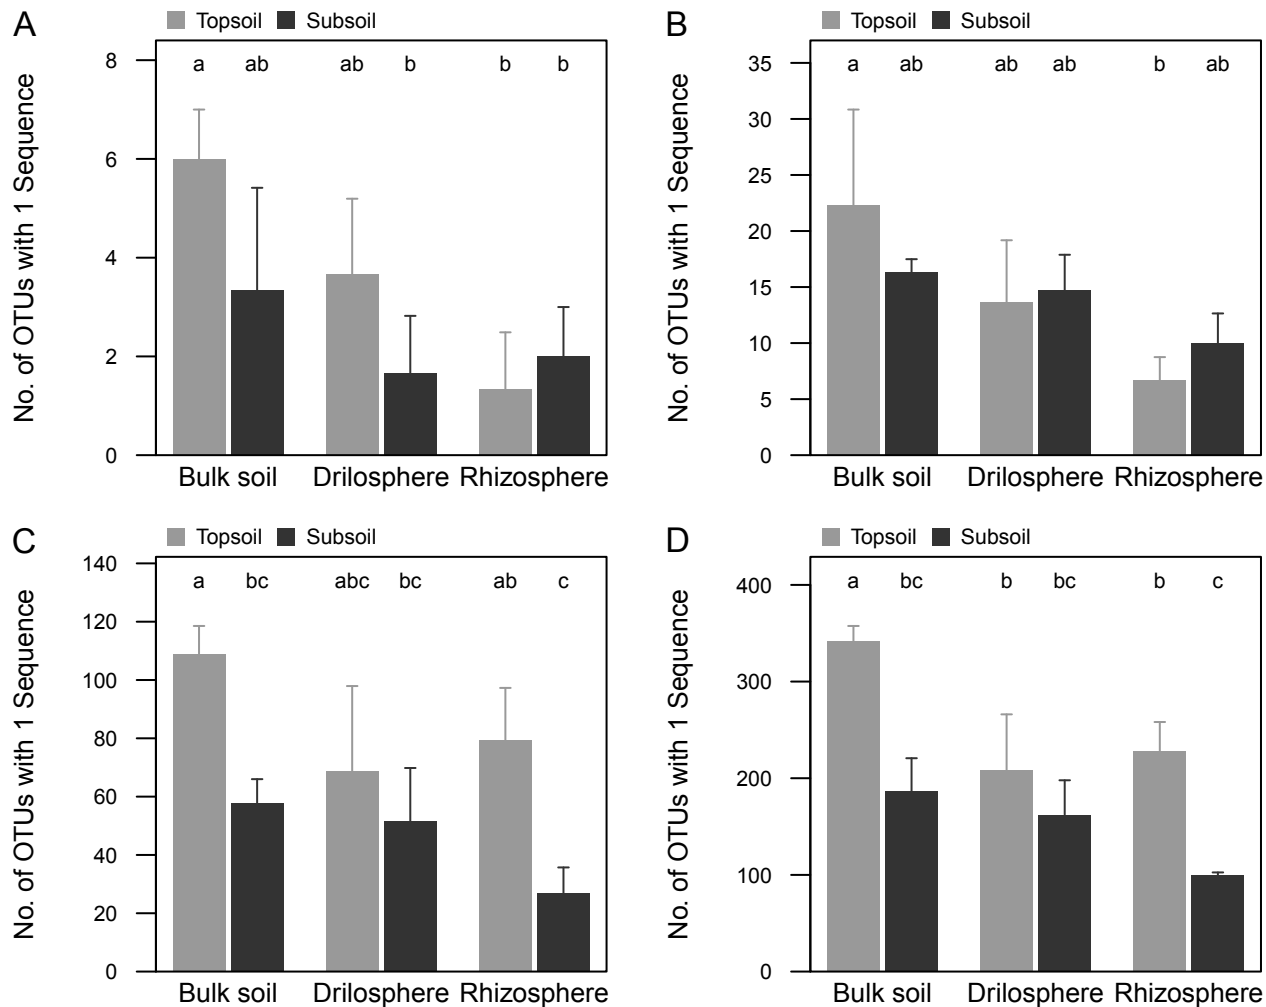 A
Topsoil Subsoil
No. of OTUs with 1 Sequence
8
6
4
2
0
a ab ab b b b
Bulk soil Drilosphere Rhizosphere
B
Topsoil Subsoil
No. of OTUs with 1 Sequence
35
30
25
20
15
10
5
0
a ab ab ab b ab
Bulk soil Drilosphere Rhizosphere
C
Topsoil Subsoil
No. of OTUs with 1 Sequence
140
120
100
80
60
40
20
0
a bc abc bc ab c
Bulk soil Drilosphere Rhizosphere
D
Topsoil Subsoil
No. of OTUs with 1 Sequence
400
300
200
100
0
a bc b bc b c
Bulk soil Drilosphere Rhizosphere